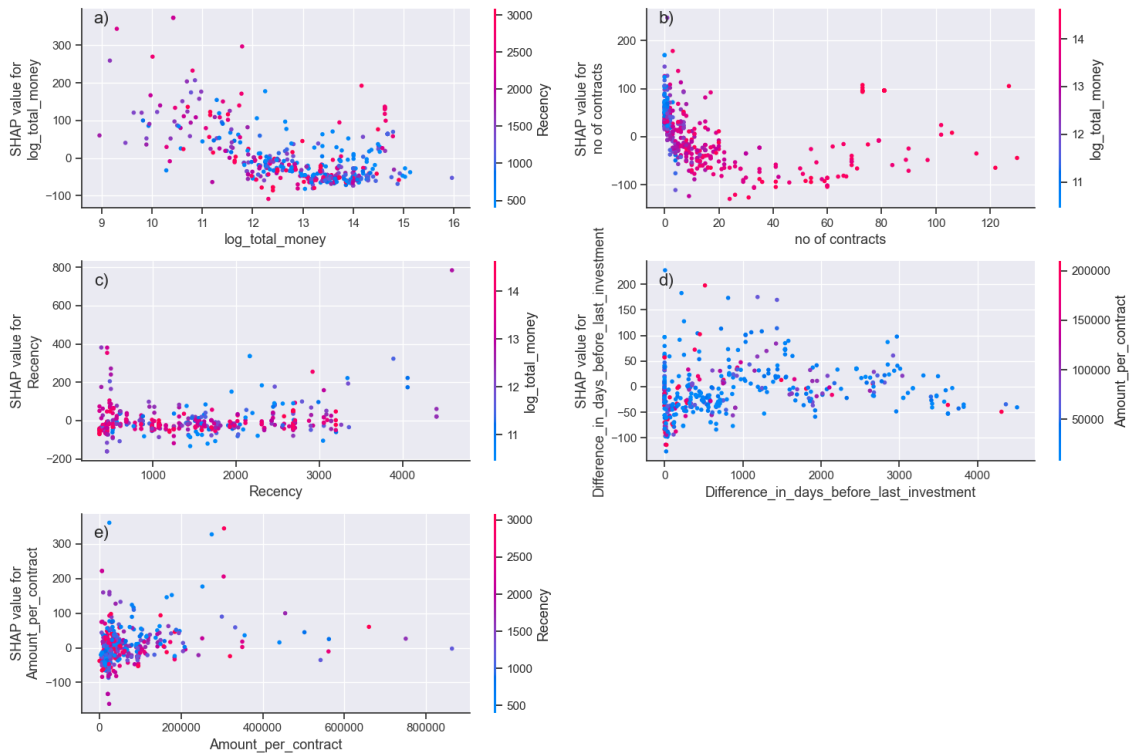 a)
SHAP value for
log_total_money
300
200
100
0
−100
9 10 11 12 13 14 15 16
log_total_money
3000
2500
2000
1500
1000
500
Recency
b)
SHAP value for
no of contracts
200
100
0
−100
0 20 40 60 80 100 120
no of contracts
14
13
12
11
log_total_money
c)
SHAP value for
Recency
800
600
400
200
0
−200
1000 2000 3000 4000
Recency
14
13
12
11
log_total_money
d)
SHAP value for
Difference_in_days_before_last_investment
200
150
100
50
0
−50
−100
0 1000 2000 3000 4000
Difference_in_days_before_last_investment
200000
150000
100000
50000
Amount_per_contract
e)
SHAP value for
Amount_per_contract
300
200
100
0
−100
0 200000 400000 600000 800000
Amount_per_contract
3000
2500
2000
1500
1000
500
Recency